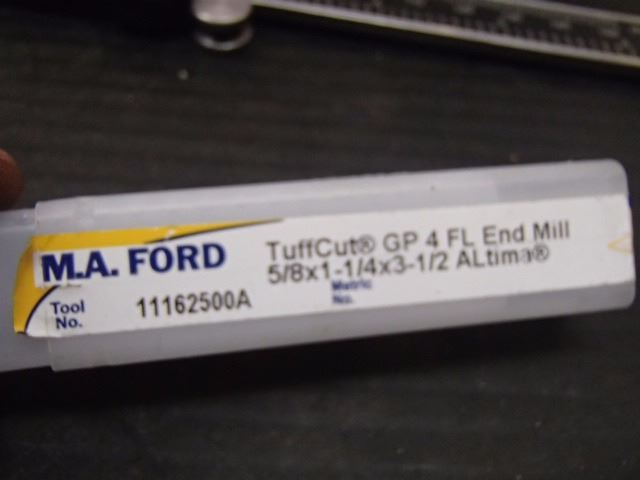 M.A. FORD
TuffCut® GP 4 FL End Mill
5/8x1-1/4x3-1/2 ALtima®
Tool
No.
11162500A
Metric
No.